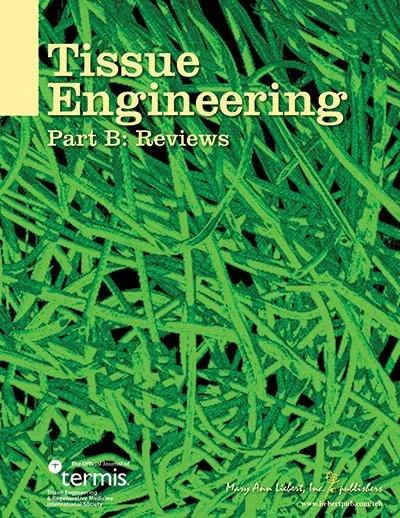 Tissue
Engineering
Part B: Reviews
The Official Journal of
termis.
Tissue Engineering
& Regenerative Medicine
International Society
Mary Ann Liebert, Inc. publishers
www.liebertpub.com/teb